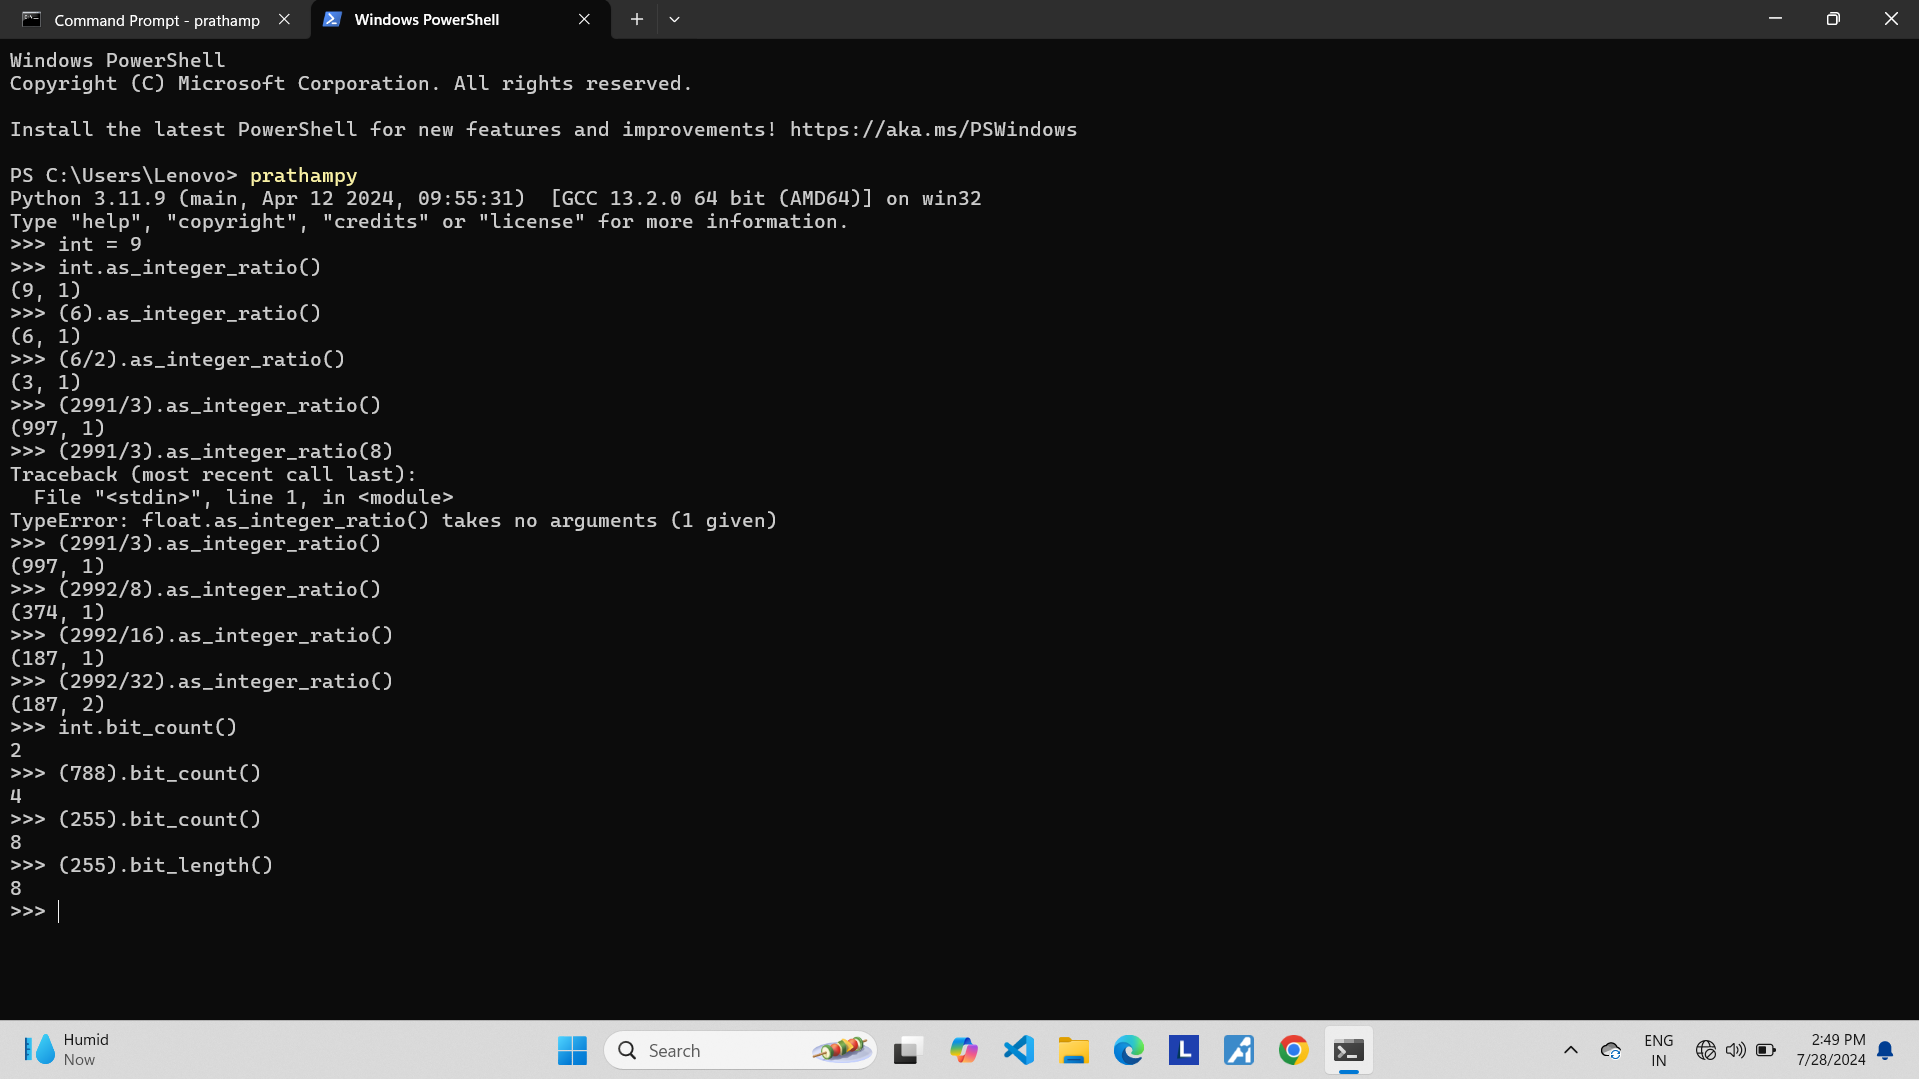 Command Prompt - prathamp
Windows PowerShell
Windows PowerShell
Copyright (C) Microsoft Corporation. All rights reserved.
Install the latest PowerShell for new features and improvements! https://aka.ms/PSWindows
PS C:\Users\Lenovo> prathampy
Python 3.11.9 (main, Apr 12 2024, 09:55:31)  [GCC 13.2.0 64 bit (AMD64)] on win32
Type "help", "copyright", "credits" or "license" for more information.
>>> int = 9
>>> int.as_integer_ratio()
(9, 1)
>>> (6).as_integer_ratio()
(6, 1)
>>> (6/2).as_integer_ratio()
(3, 1)
>>> (2991/3).as_integer_ratio()
(997, 1)
>>> (2991/3).as_integer_ratio(8)
Traceback (most recent call last):
  File "<stdin>", line 1, in <module>
TypeError: float.as_integer_ratio() takes no arguments (1 given)
>>> (2991/3).as_integer_ratio()
(997, 1)
>>> (2992/8).as_integer_ratio()
(374, 1)
>>> (2992/16).as_integer_ratio()
(187, 1)
>>> (2992/32).as_integer_ratio()
(187, 2)
>>> int.bit_count()
2
>>> (788).bit_count()
4
>>> (255).bit_count()
8
>>> (255).bit_length()
8
>>>
Humid
Now
Search
L
ENG
IN
2:49 PM
7/28/2024